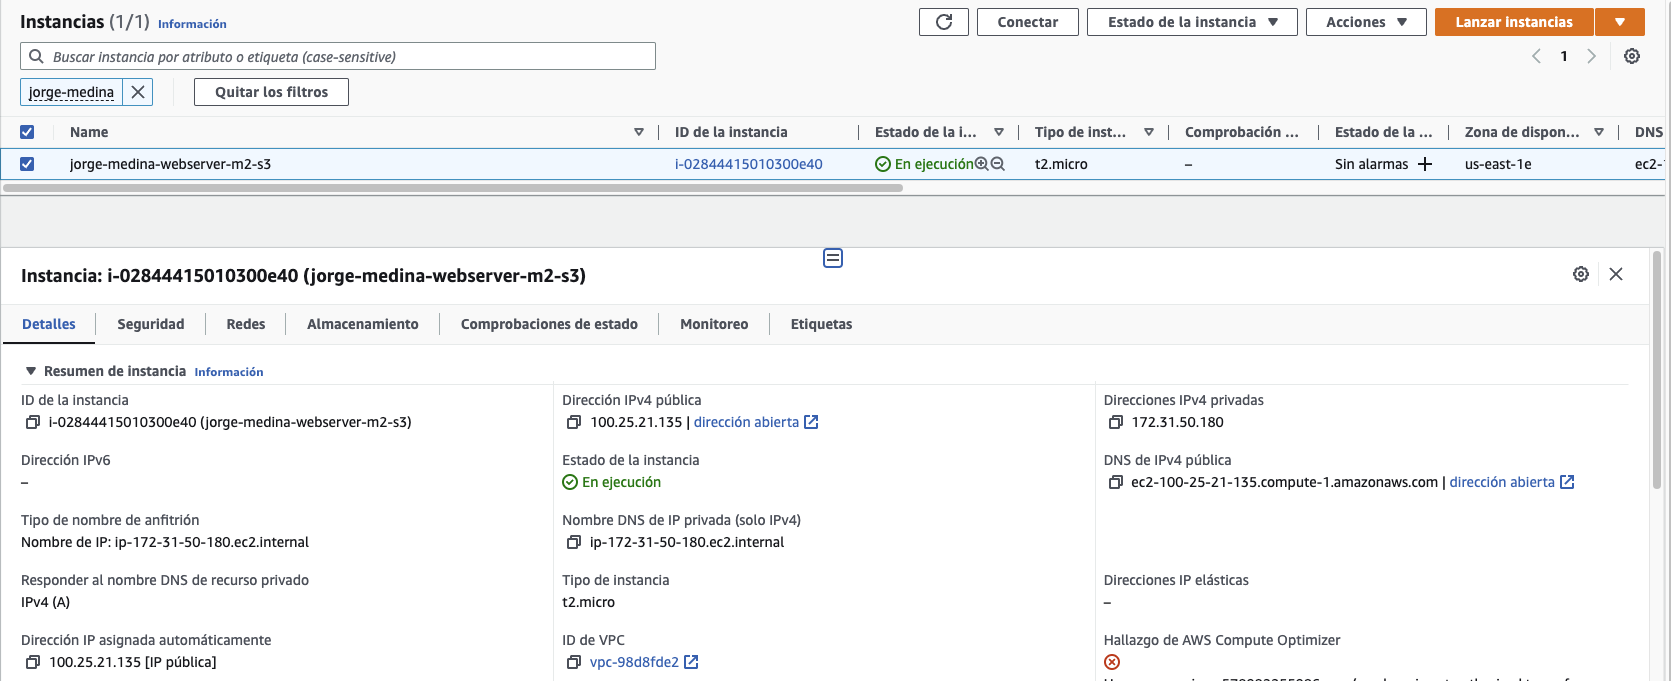 Instancias (1/1) Información
Conectar
Estado de la instancia
Acciones
Lanzar instancias
Buscar instancia por atributo o etiqueta (case-sensitive)
1
jorge-medina
Quitar los filtros
Name ID de la instancia Estado de la i... Tipo de inst... Comprobación ... Estado de la ... Zona de dispon... DNS
jorge-medina-webserver-m2-s3 i-02844415010300e40 En ejecución t2.micro – Sin alarmas us-east-1e ec2-
Instancia: i-02844415010300e40 (jorge-medina-webserver-m2-s3)
Detalles Seguridad Redes Almacenamiento Comprobaciones de estado Monitoreo Etiquetas
Resumen de instancia Información
ID de la instancia
i-02844415010300e40 (jorge-medina-webserver-m2-s3)
Dirección IPv4 pública
100.25.21.135 | dirección abierta
Direcciones IPv4 privadas
172.31.50.180
Dirección IPv6
–
Estado de la instancia
En ejecución
DNS de IPv4 pública
ec2-100-25-21-135.compute-1.amazonaws.com | dirección abierta
Tipo de nombre de anfitrión
Nombre de IP: ip-172-31-50-180.ec2.internal
Nombre DNS de IP privada (solo IPv4)
ip-172-31-50-180.ec2.internal
Responder al nombre DNS de recurso privado
IPv4 (A)
Tipo de instancia
t2.micro
Direcciones IP elásticas
–
Dirección IP asignada automáticamente
100.25.21.135 [IP pública]
ID de VPC
vpc-98d8fde2
Hallazgo de AWS Compute Optimizer